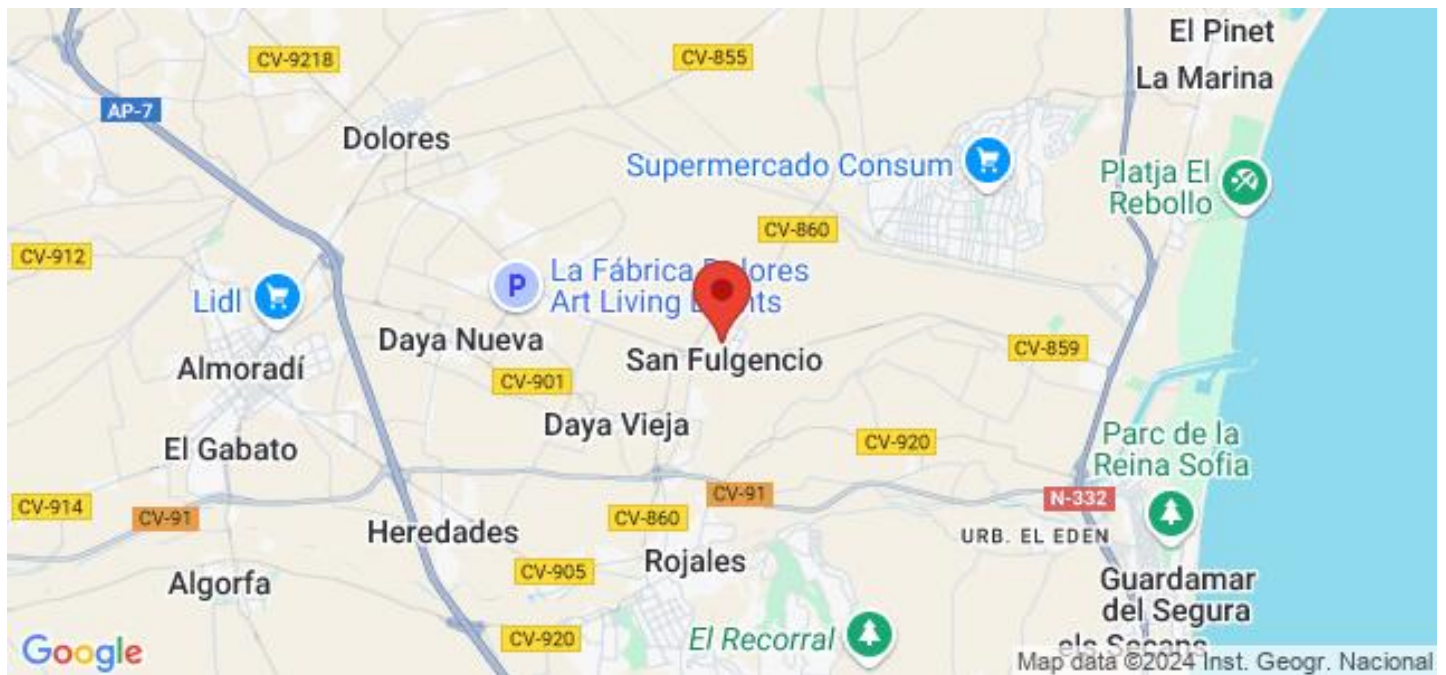 El Pinet
CV-9218
CV-855
La Marina
AP-7
Dolores
Supermercado Consum
Platja El
Rebollo
CV-860
CV-912
La Fábrica Dolores
Art Living Events
P
Lidl
Daya Nueva
San Fulgencio
CV-859
Almoradí
CV-901
Daya Vieja
El Gabato
CV-920
Parc de la
Reina Sofia
CV-914
CV-91
CV-91
N-332
CV-860
Heredades
URB. EL EDEN
Rojales
CV-905
Algorfa
Guardamar
del Segura
CV-920
El Recorral
els Secans
Google
Map data ©2024 Inst. Geogr. Nacional